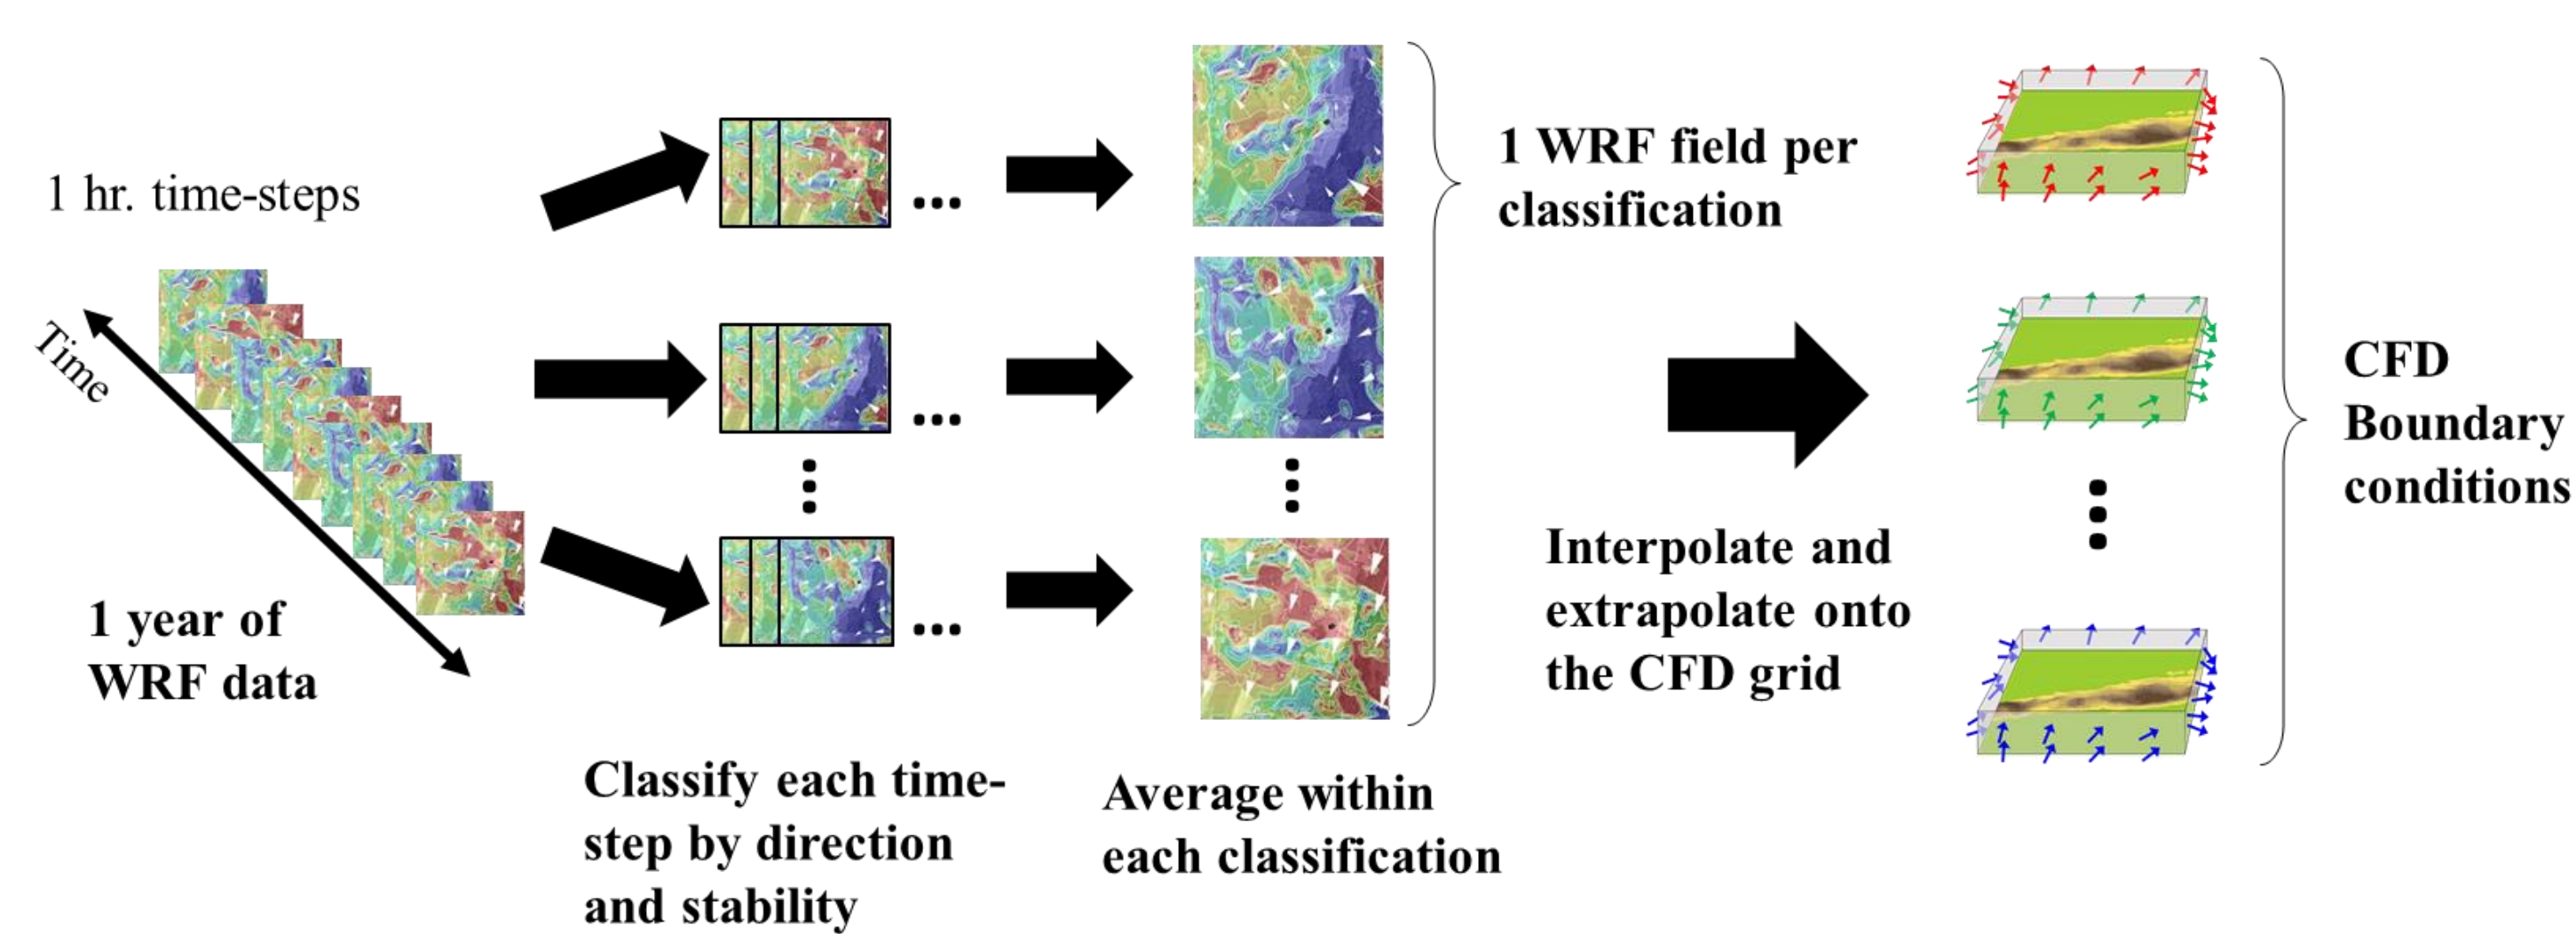 1 hr. time-steps
Time
1 year of
WRF data
Classify each time-
step by direction
and stability
Average within
each classification
1 WRF field per
classification
Interpolate and
extrapolate onto
the CFD grid
CFD
Boundary
conditions